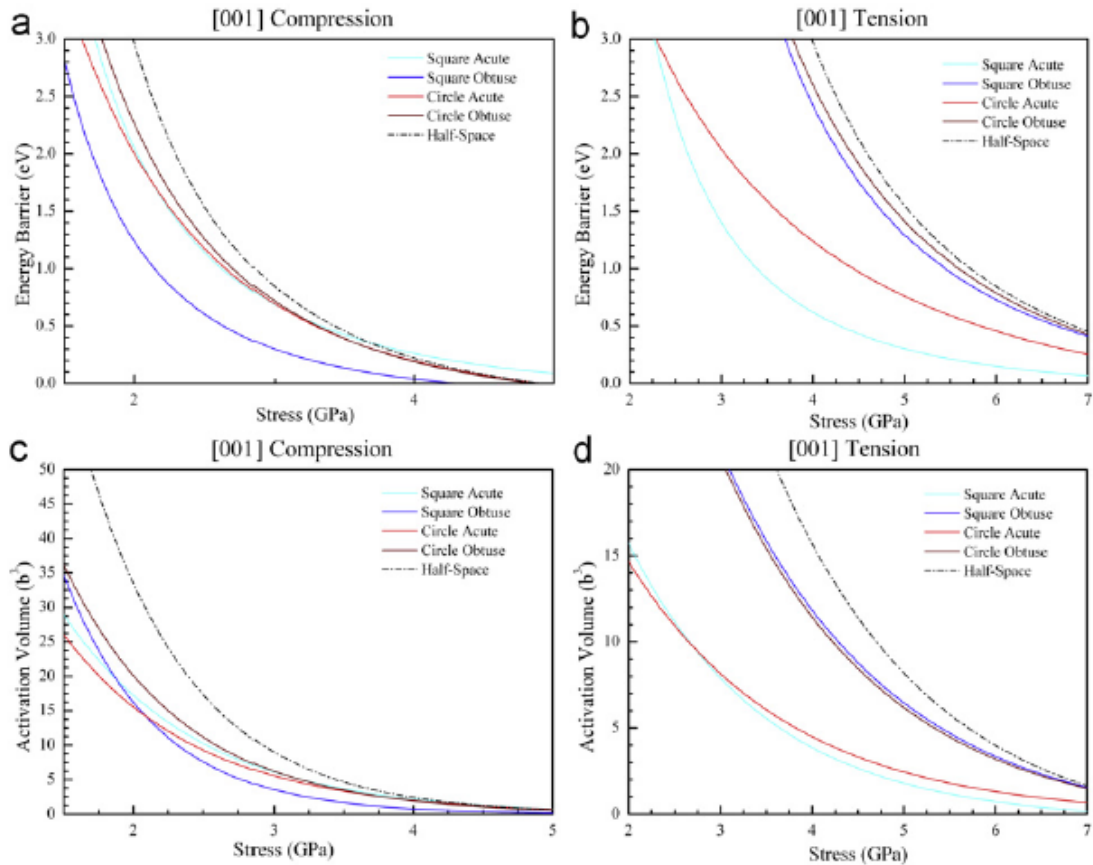 a
[001] Compression
3.0
2.5
2.0
1.5
1.0
0.5
0.0
Energy Barrier (eV)
Square Acute
Square Obtuse
Circle Acute
Circle Obtuse
Half-Space
2
4
Stress (GPa)
b
[001] Tension
3.0
2.5
2.0
1.5
1.0
0.5
0.0
Energy Barrier (eV)
Square Acute
Square Obtuse
Circle Acute
Circle Obtuse
Half-Space
2
3
4
5
6
7
Stress (GPa)
c
[001] Compression
50
45
40
35
30
25
20
15
10
5
0
Activation Volume (b³)
Square Acute
Square Obtuse
Circle Acute
Circle Obtuse
Half-Space
2
3
4
5
Stress (GPa)
d
[001] Tension
20
15
10
5
0
Activation Volume (b³)
Square Acute
Square Obtuse
Circle Acute
Circle Obtuse
Half-Space
2
3
4
5
6
7
Stress (GPa)